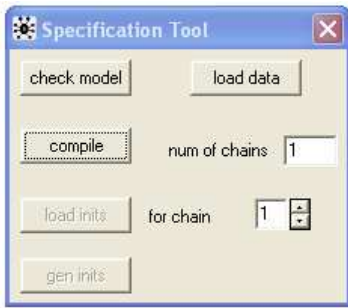 Specification Tool
check model load data
compile num of chains 1
load inits for chain 1
gen inits